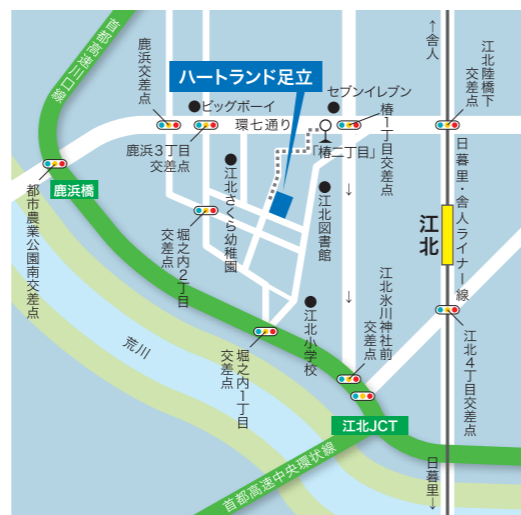 首都高速川口線
鹿浜交差点
ハートランド足立
←舎人
江北陸橋下
交差点
ビッグボーイ
セブンイレブン
環七通り
椿1丁目交差点
鹿浜3丁目
交差点
「椿二丁目」
鹿浜橋
都市農業公園南交差点
江北さくら幼稚園
江北図書館
↓
↓
江北
日暮里・舎人ライナー線
堀之内2丁目
交差点
江北氷川神社前
交差点
江北小学校
堀之内1丁目
交差点
江北4丁目交差点
荒川
江北JCT
首都高速中央環状線
日暮里→